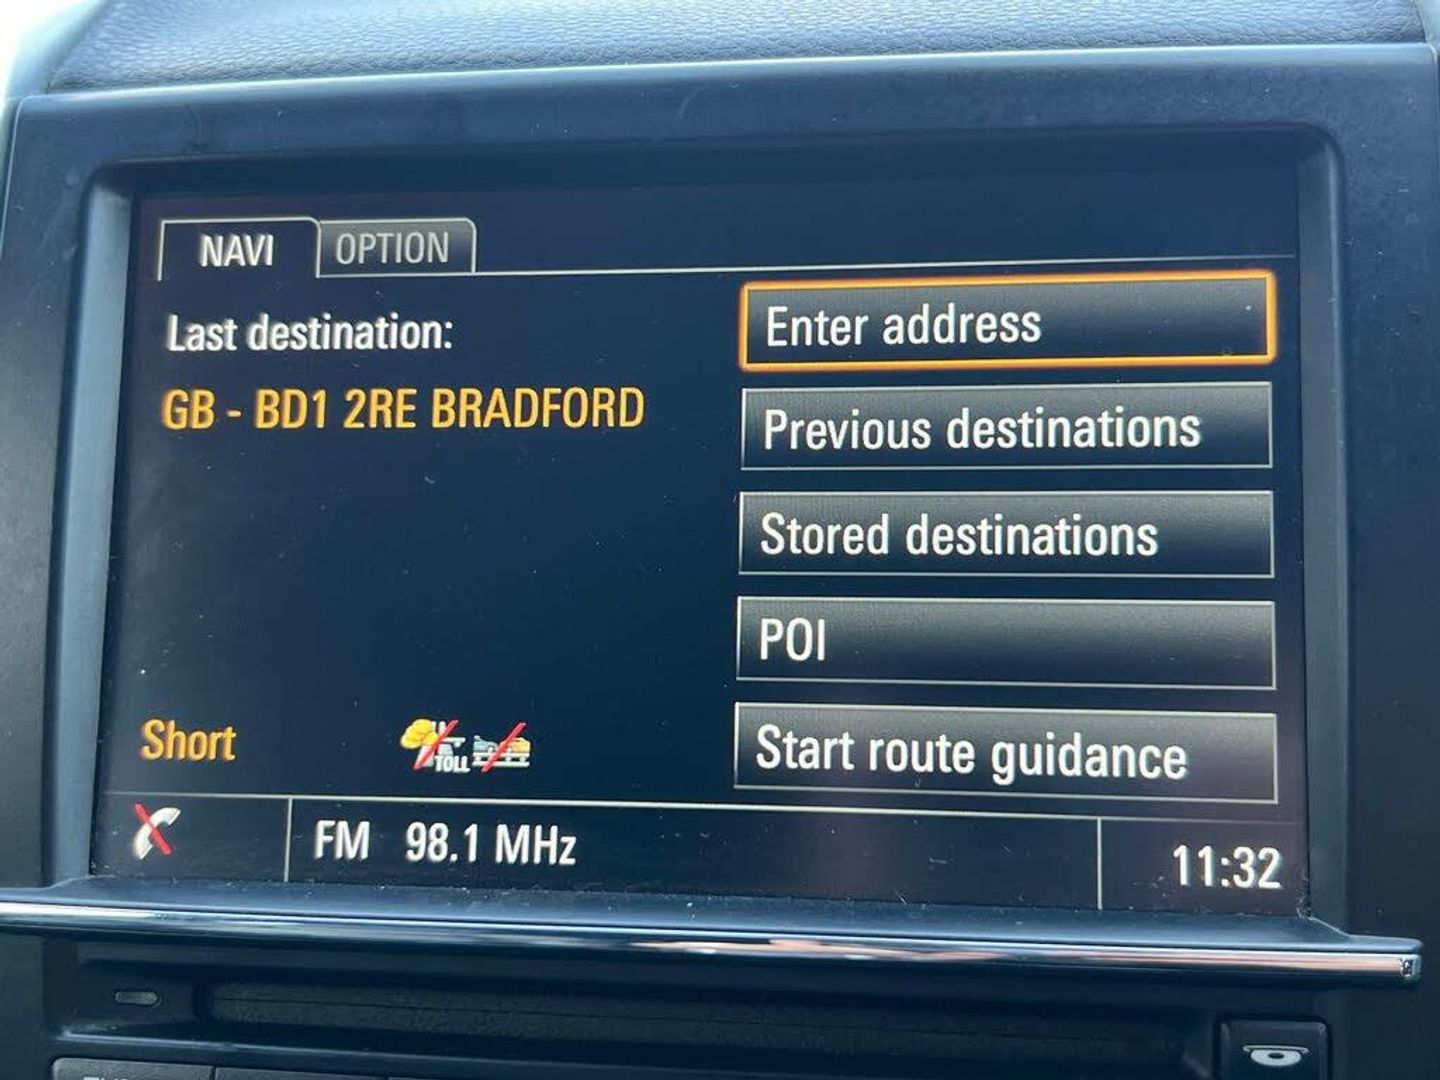 NAVI OPTION
Last destination:
GB - BD1 2RE BRADFORD
Enter address
Previous destinations
Stored destinations
POI
Start route guidance
Short
TOLL
FM 98.1 MHz
11:32